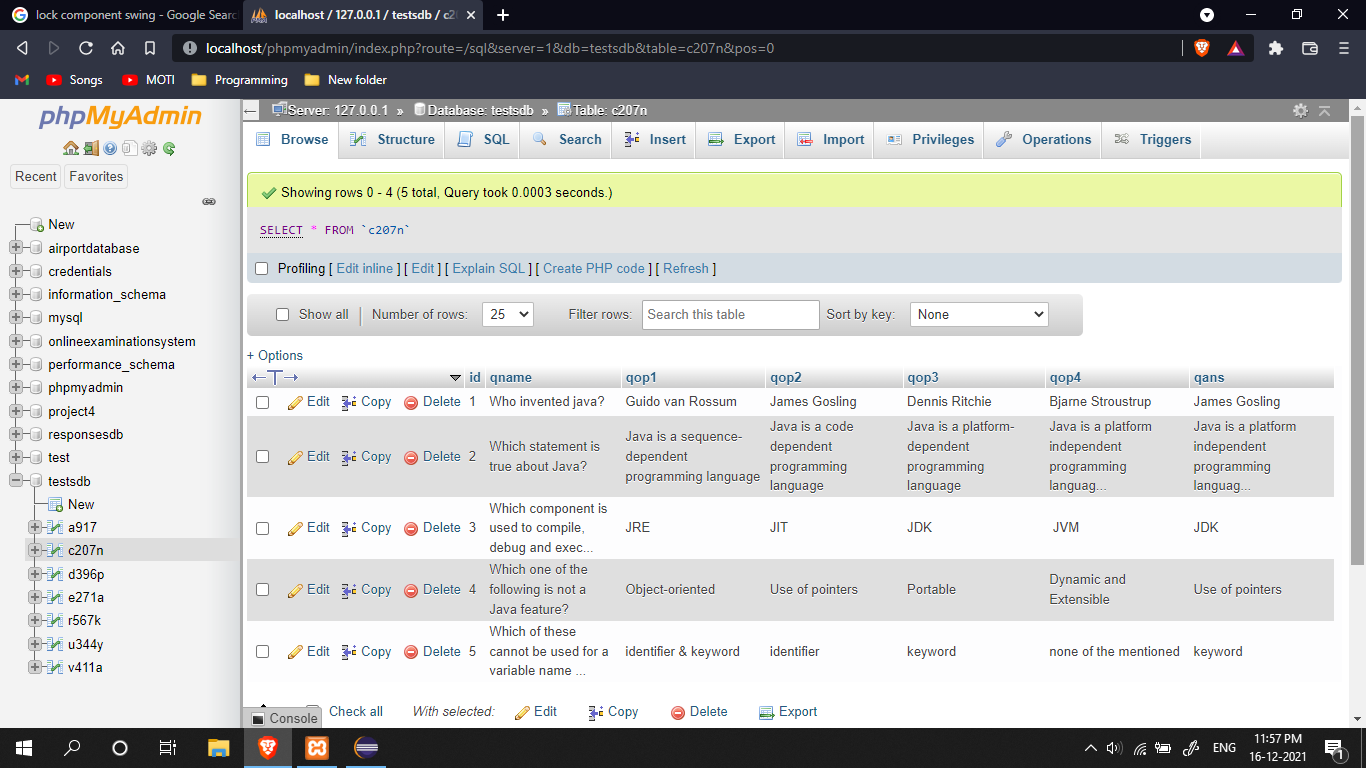 lock component swing - Google Searc
localhost / 127.0.0.1 / testsdb / c2
localhost/phpmyadmin/index.php?route=/sql&server=1&db=testsdb&table=c207n&pos=0
Songs
MOTI
Programming
New folder
phpMyAdmin
Recent
Favorites
New
airportdatabase
credentials
information_schema
mysql
onlineexaminationsystem
performance_schema
phpmyadmin
project4
responsesdb
test
testsdb
New
a917
c207n
d396p
e271a
r567k
u344y
v411a
Server: 127.0.0.1 » Database: testsdb » Table: c207n
Browse Structure SQL Search Insert Export Import Privileges Operations Triggers
Showing rows 0 - 4 (5 total, Query took 0.0003 seconds.)
SELECT * FROM `c207n`
Profiling [ Edit inline ] [ Edit ] [ Explain SQL ] [ Create PHP code ] [ Refresh ]
Show all Number of rows: 25 Filter rows: Search this table Sort by key: None
+ Options
←T→ id qname qop1 qop2 qop3 qop4 qans
Edit Copy Delete 1 Who invented java? Guido van Rossum James Gosling Dennis Ritchie Bjarne Stroustrup James Gosling
Edit Copy Delete 2
Which statement is
true about Java?
Java is a sequence-
dependent
programming language
Java is a code
dependent
programming
language
Java is a platform-
dependent
programming
language
Java is a platform
independent
programming
languag...
Java is a platform
independent
programming
languag...
Edit Copy Delete 3
Which component is
used to compile,
debug and exec...
JRE JIT JDK JVM JDK
Edit Copy Delete 4
Which one of the
following is not a
Java feature?
Object-oriented Use of pointers Portable
Dynamic and
Extensible
Use of pointers
Edit Copy Delete 5
Which of these
cannot be used for a
variable name ...
identifier & keyword identifier keyword none of the mentioned keyword
Check all With selected: Edit Copy Delete Export
Console
ENG
11:57 PM
16-12-2021
1